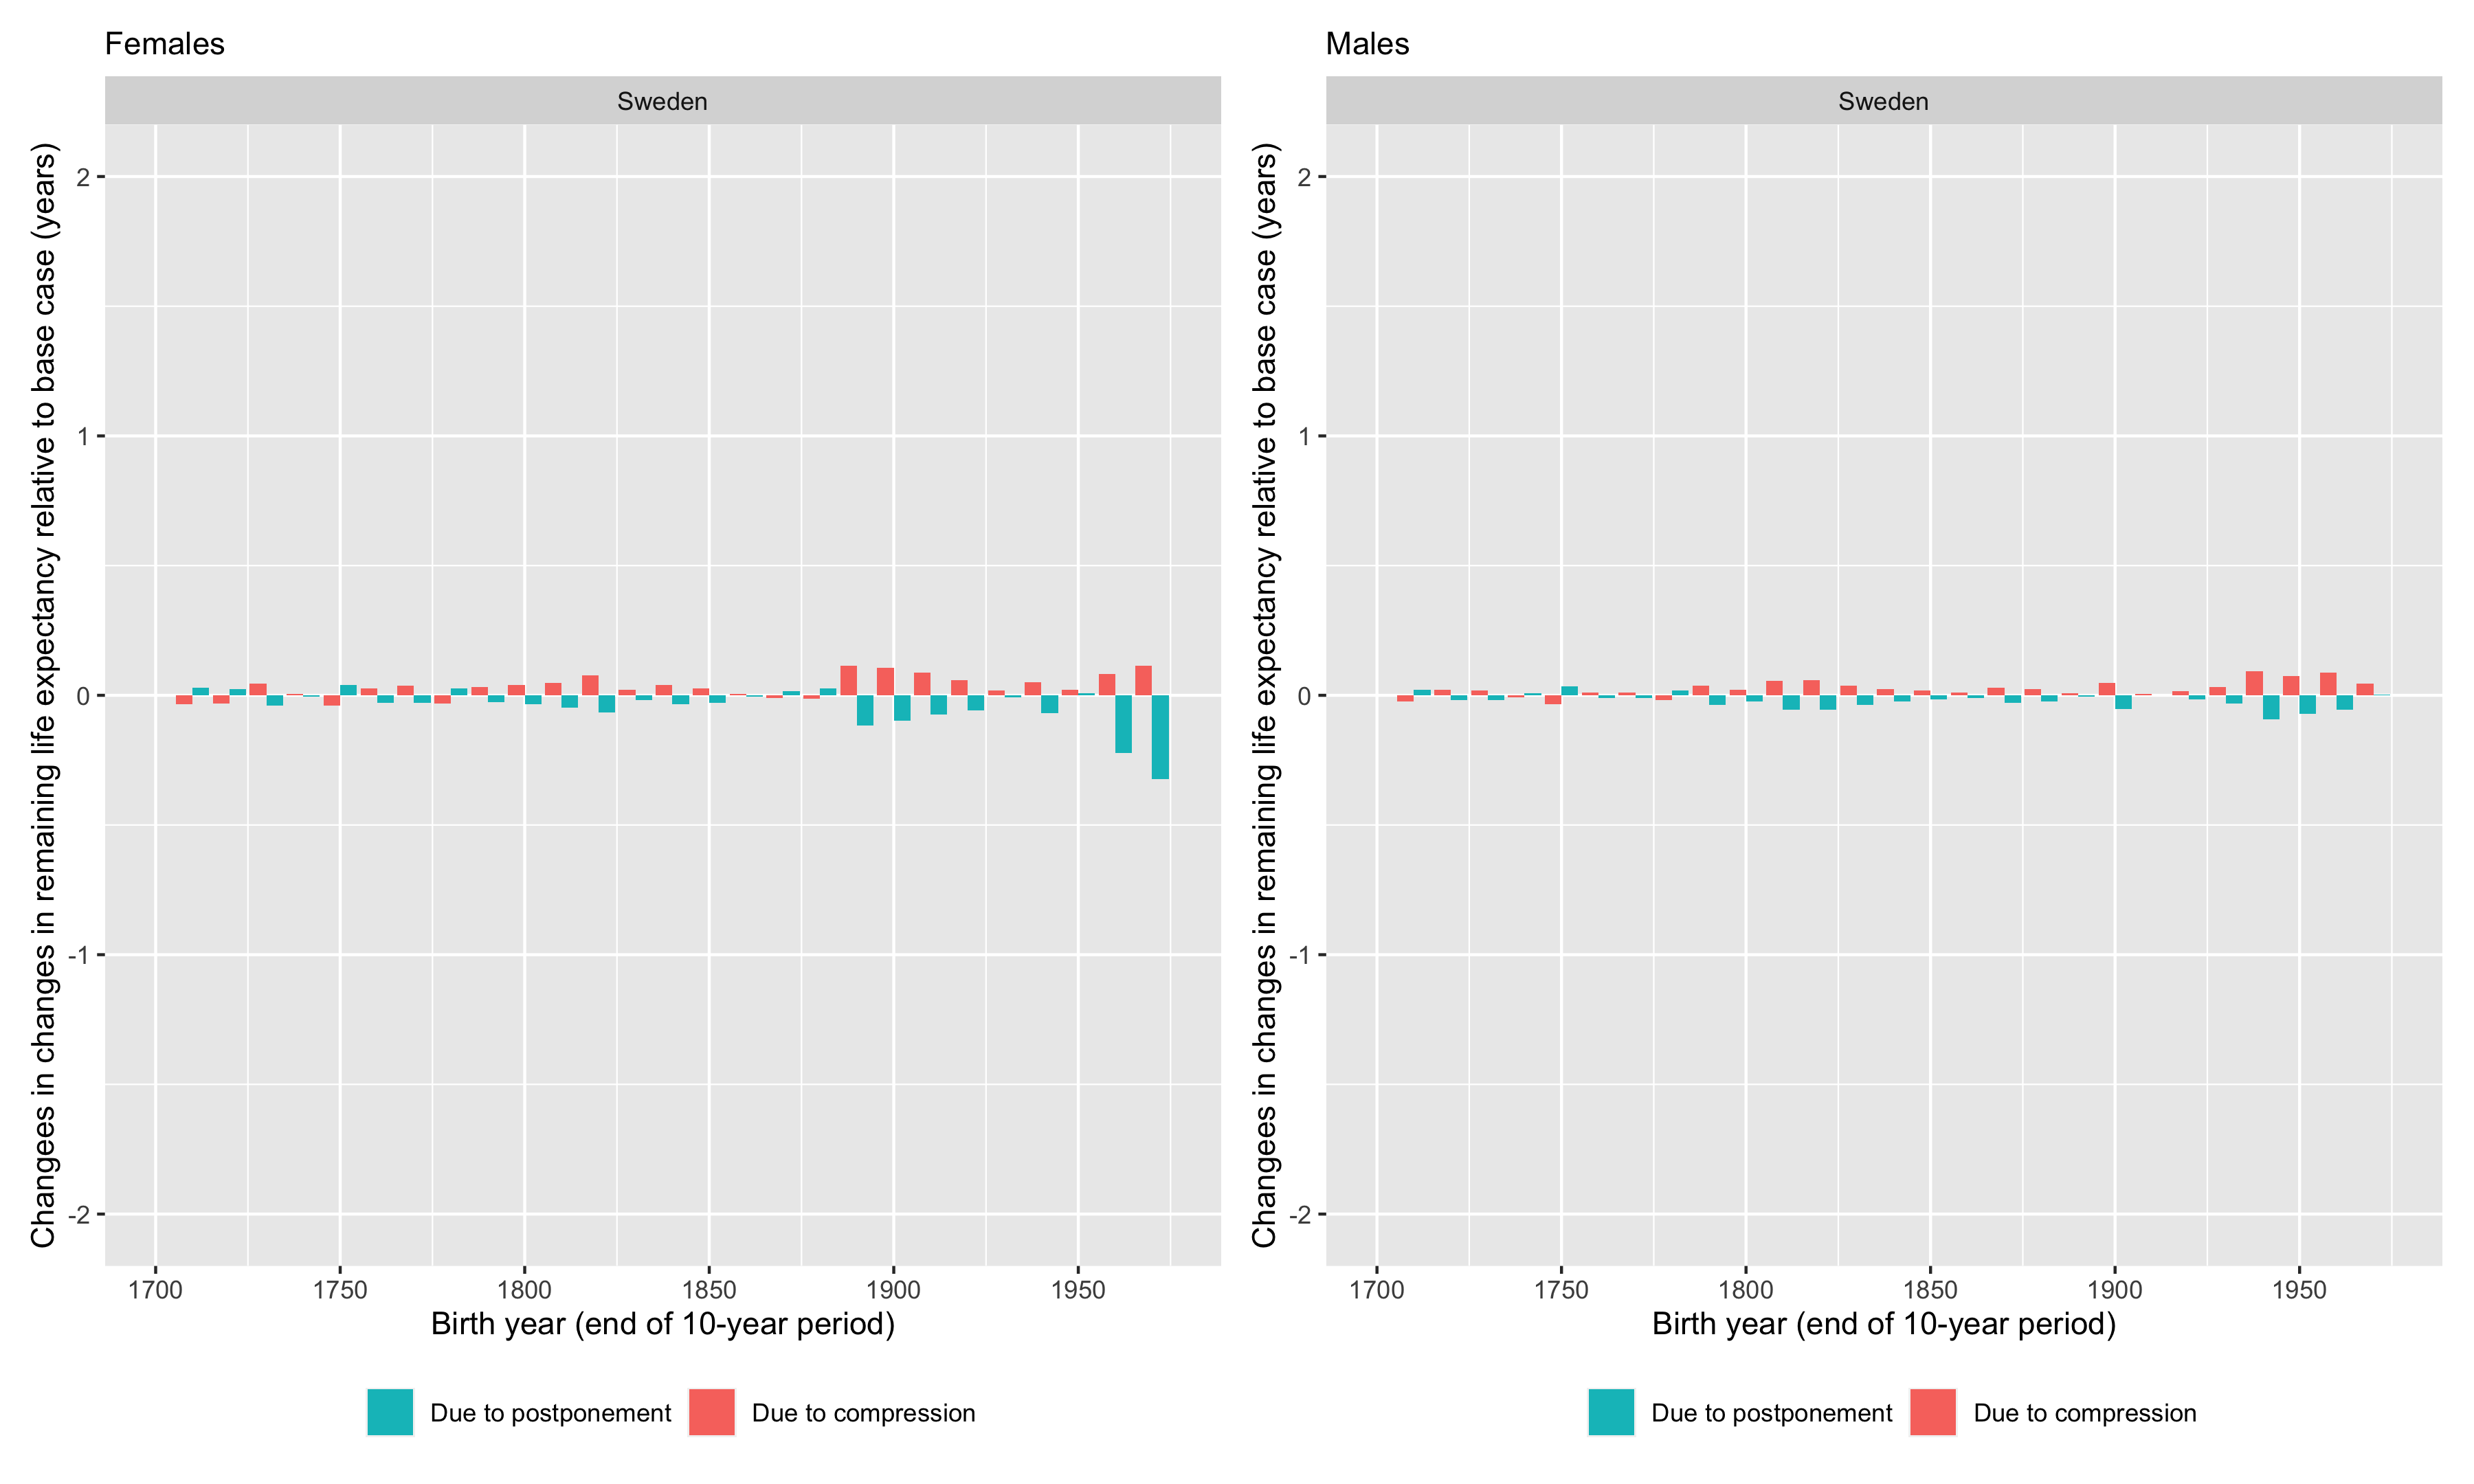 Females
Sweden
Changees in changes in remaining life expectancy relative to base case (years)
2
1
0
-1
-2
1700 1750 1800 1850 1900 1950
Birth year (end of 10-year period)
Due to postponement Due to compression
Males
Sweden
Changees in changes in remaining life expectancy relative to base case (years)
2
1
0
-1
-2
1700 1750 1800 1850 1900 1950
Birth year (end of 10-year period)
Due to postponement Due to compression